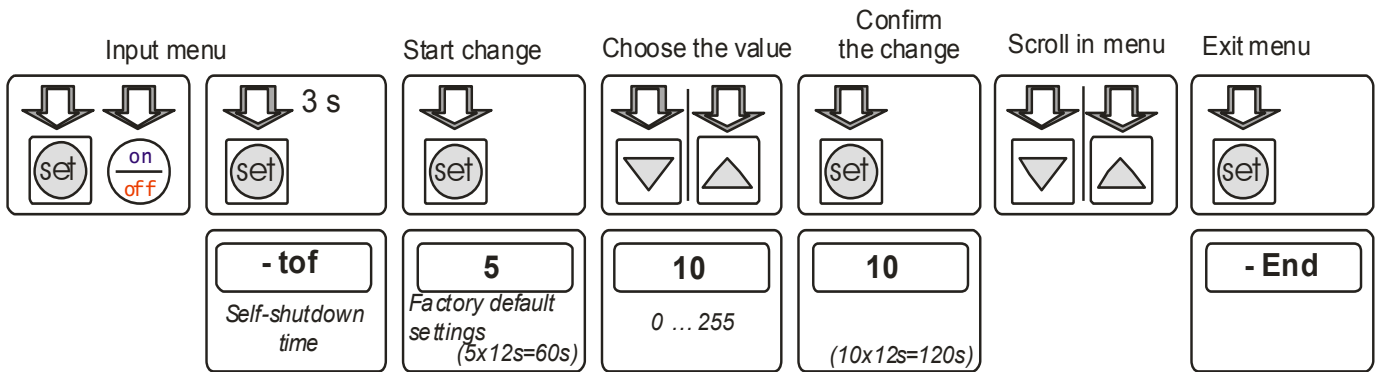 Input menu
Start change
Choose the value
Confirm
the change
Scroll in menu
Exit menu
set
on
off
3 s
set
set
set
set
- tof
Self-shutdown
time
5
Factory default
settings
(5x12s=60s)
10
0 ... 255
10
(10x12s=120s)
- End